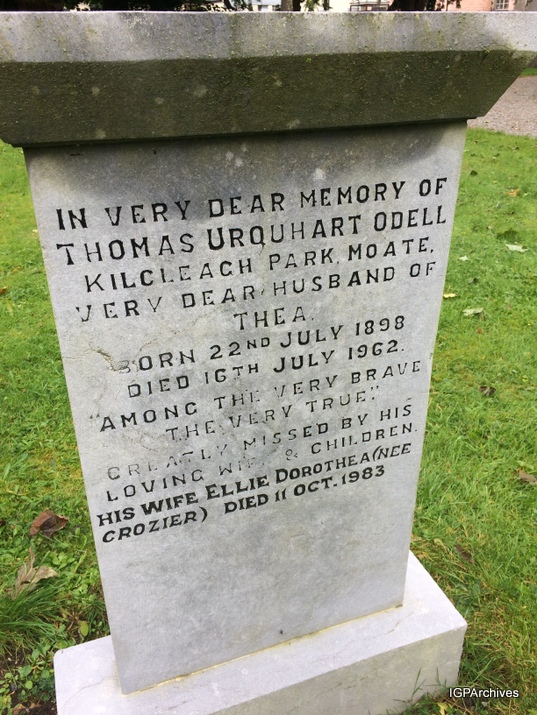 IN VERY DEAR MEMORY OF
THOMAS URQUHART ODELL
KILCLEAGH PARK, MOATE,
VERY DEAR HUSBAND OF
THEA.
BORN 22ND JULY 1898
DIED 16TH JULY 1962.
"AMONG THE VERY BRAVE
THE VERY TRUE."
GREATLY MISSED BY HIS
LOVING WIFE & CHILDREN.
HIS WIFE ELLIE DOROTHEA (NEE
CROZIER) DIED 11 OCT. 1983
IGPArchives